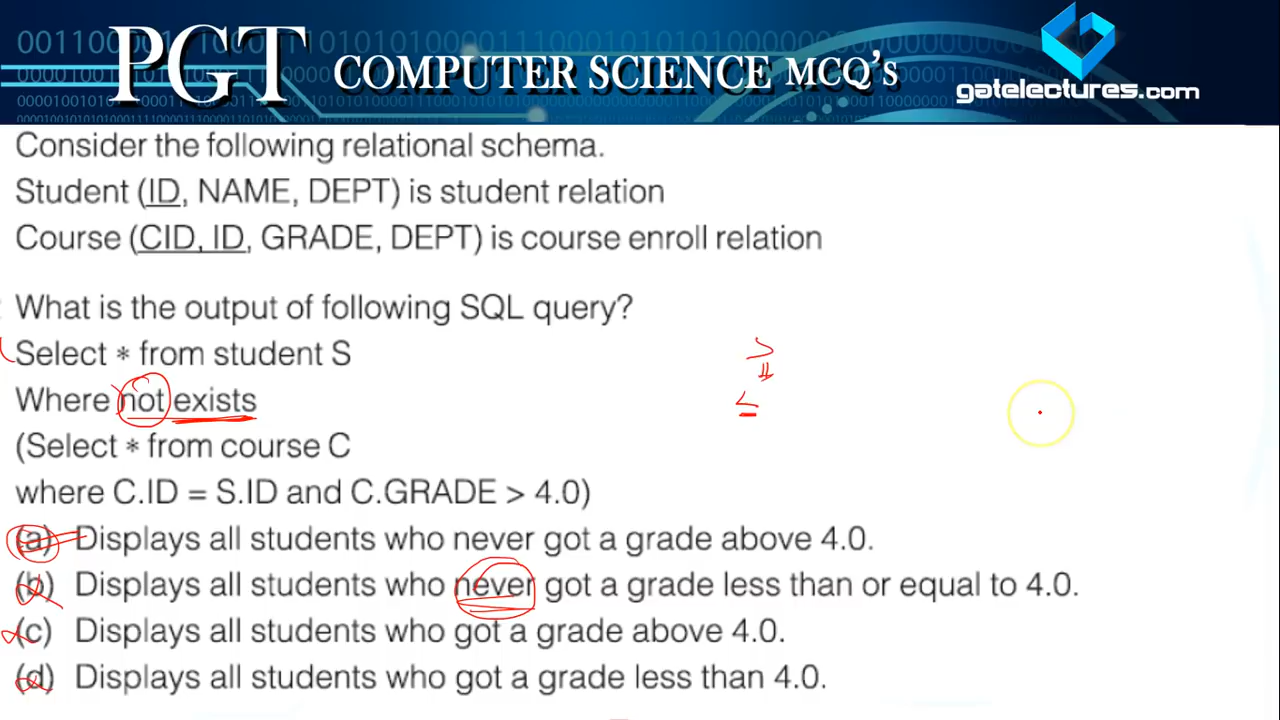 PGT COMPUTER SCIENCE MCQ'S
gatelectures.com
Consider the following relational schema.
Student (ID, NAME, DEPT) is student relation
Course (CID, ID, GRADE, DEPT) is course enroll relation
What is the output of following SQL query?
Select * from student S
>
Where not exists
≤
(Select * from course C
where C.ID = S.ID and C.GRADE > 4.0)
(a) Displays all students who never got a grade above 4.0.
(b) Displays all students who never got a grade less than or equal to 4.0.
(c) Displays all students who got a grade above 4.0.
(d) Displays all students who got a grade less than 4.0.